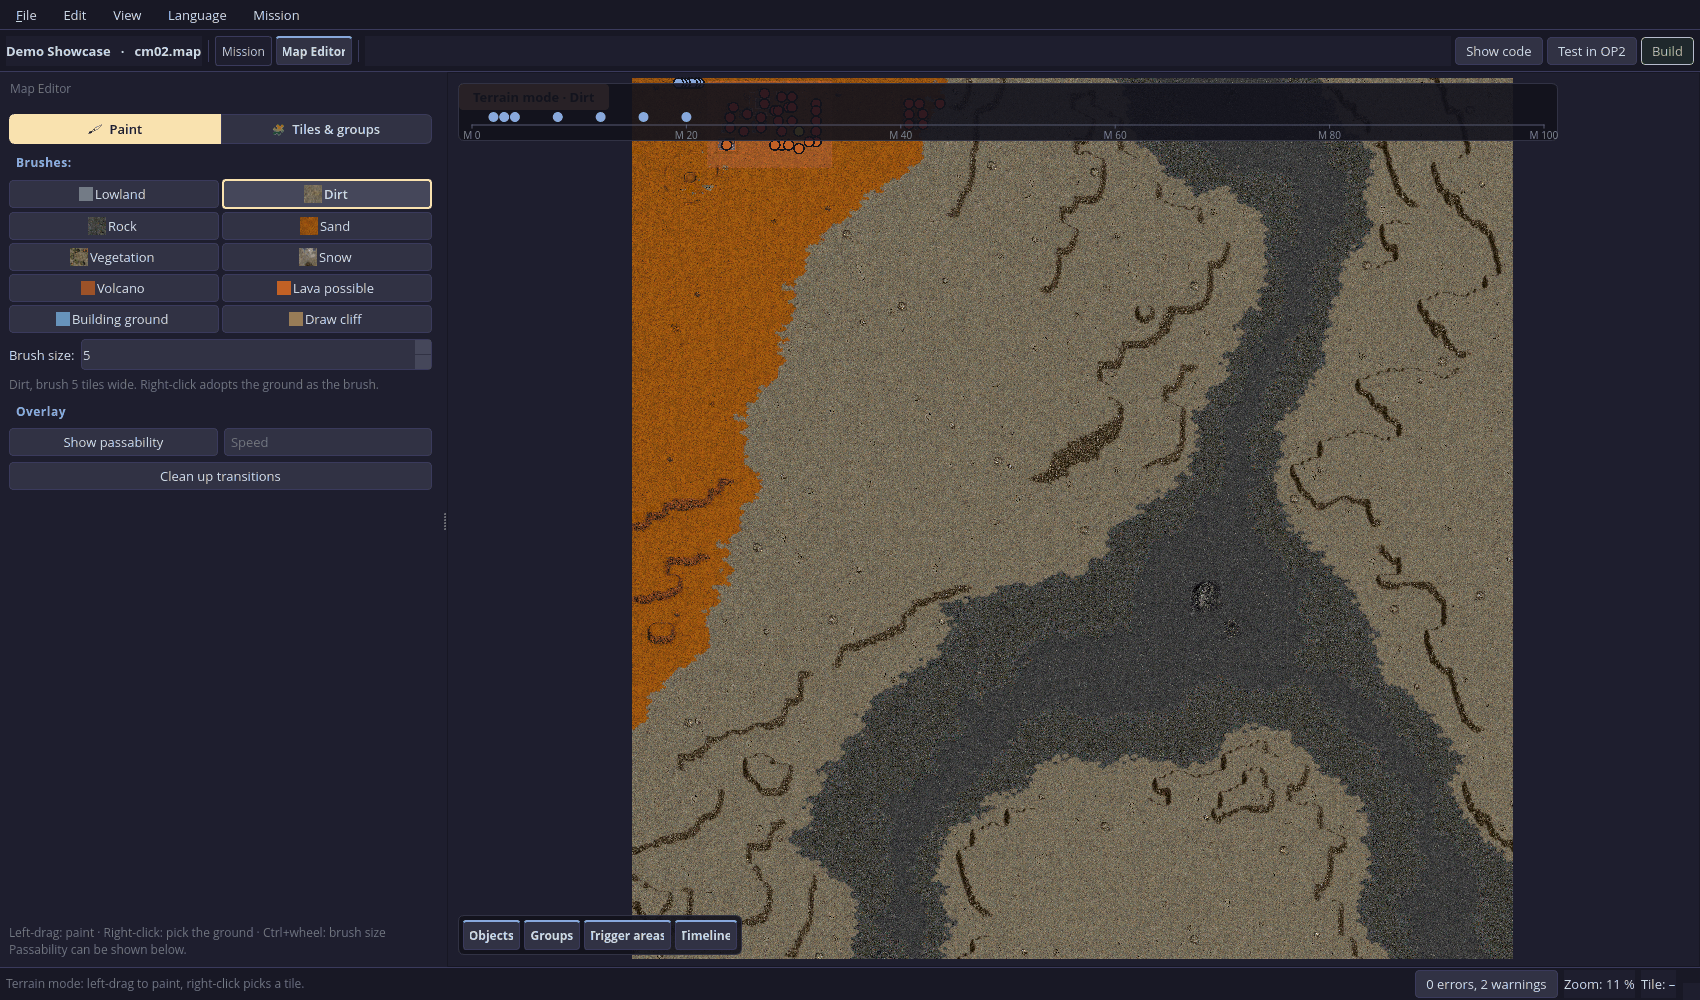 File Edit View Language Mission
Demo Showcase · cm02.map Mission Map Editor Show code Test in OP2 Build
Map Editor
Paint Tiles & groups
Brushes:
Lowland Dirt
Rock Sand
Vegetation Snow
Volcano Lava possible
Building ground Draw cliff
Brush size: 5
Dirt, brush 5 tiles wide. Right-click adopts the ground as the brush.
Overlay
Show passability Speed
Clean up transitions
Terrain mode · Dirt
M 0 M 20 M 40 M 60 M 80 M 100
Objects Groups Trigger areas Timeline
Left-drag: paint · Right-click: pick the ground · Ctrl+wheel: brush size
Passability can be shown below.
Terrain mode: left-drag to paint, right-click picks a tile.
0 errors, 2 warnings Zoom: 11 % Tile: –